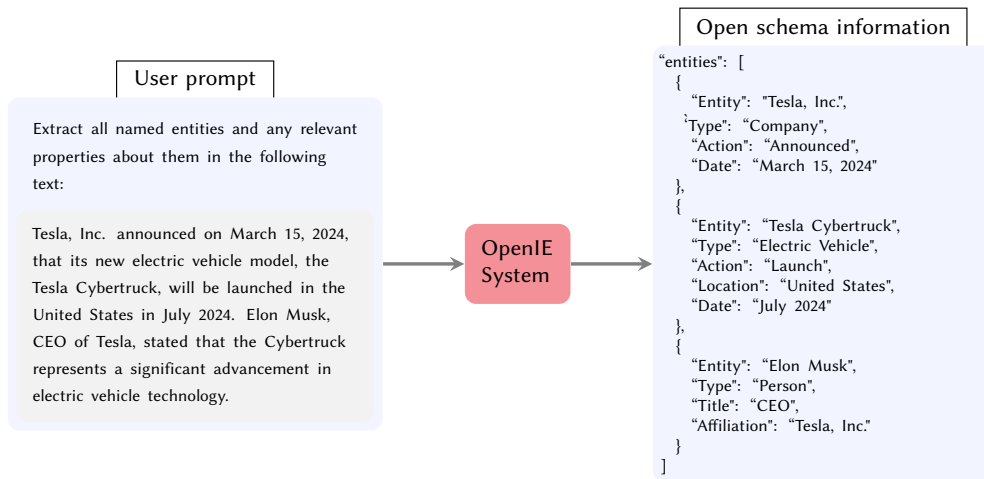 User prompt
Extract all named entities and any relevant
properties about them in the following
text:
Tesla, Inc. announced on March 15, 2024,
that its new electric vehicle model, the
Tesla Cybertruck, will be launched in the
United States in July 2024. Elon Musk,
CEO of Tesla, stated that the Cybertruck
represents a significant advancement in
electric vehicle technology.
OpenIE
System
Open schema information
“entities": [
{
“Entity": "Tesla, Inc.",
“Type": “Company",
“Action": “Announced",
“Date": “March 15, 2024"
},
{
“Entity": “Tesla Cybertruck",
“Type": “Electric Vehicle",
“Action": “Launch",
“Location": “United States",
“Date": “July 2024"
},
{
“Entity": “Elon Musk",
“Type": “Person",
“Title": “CEO",
“Affiliation": “Tesla, Inc."
}
]